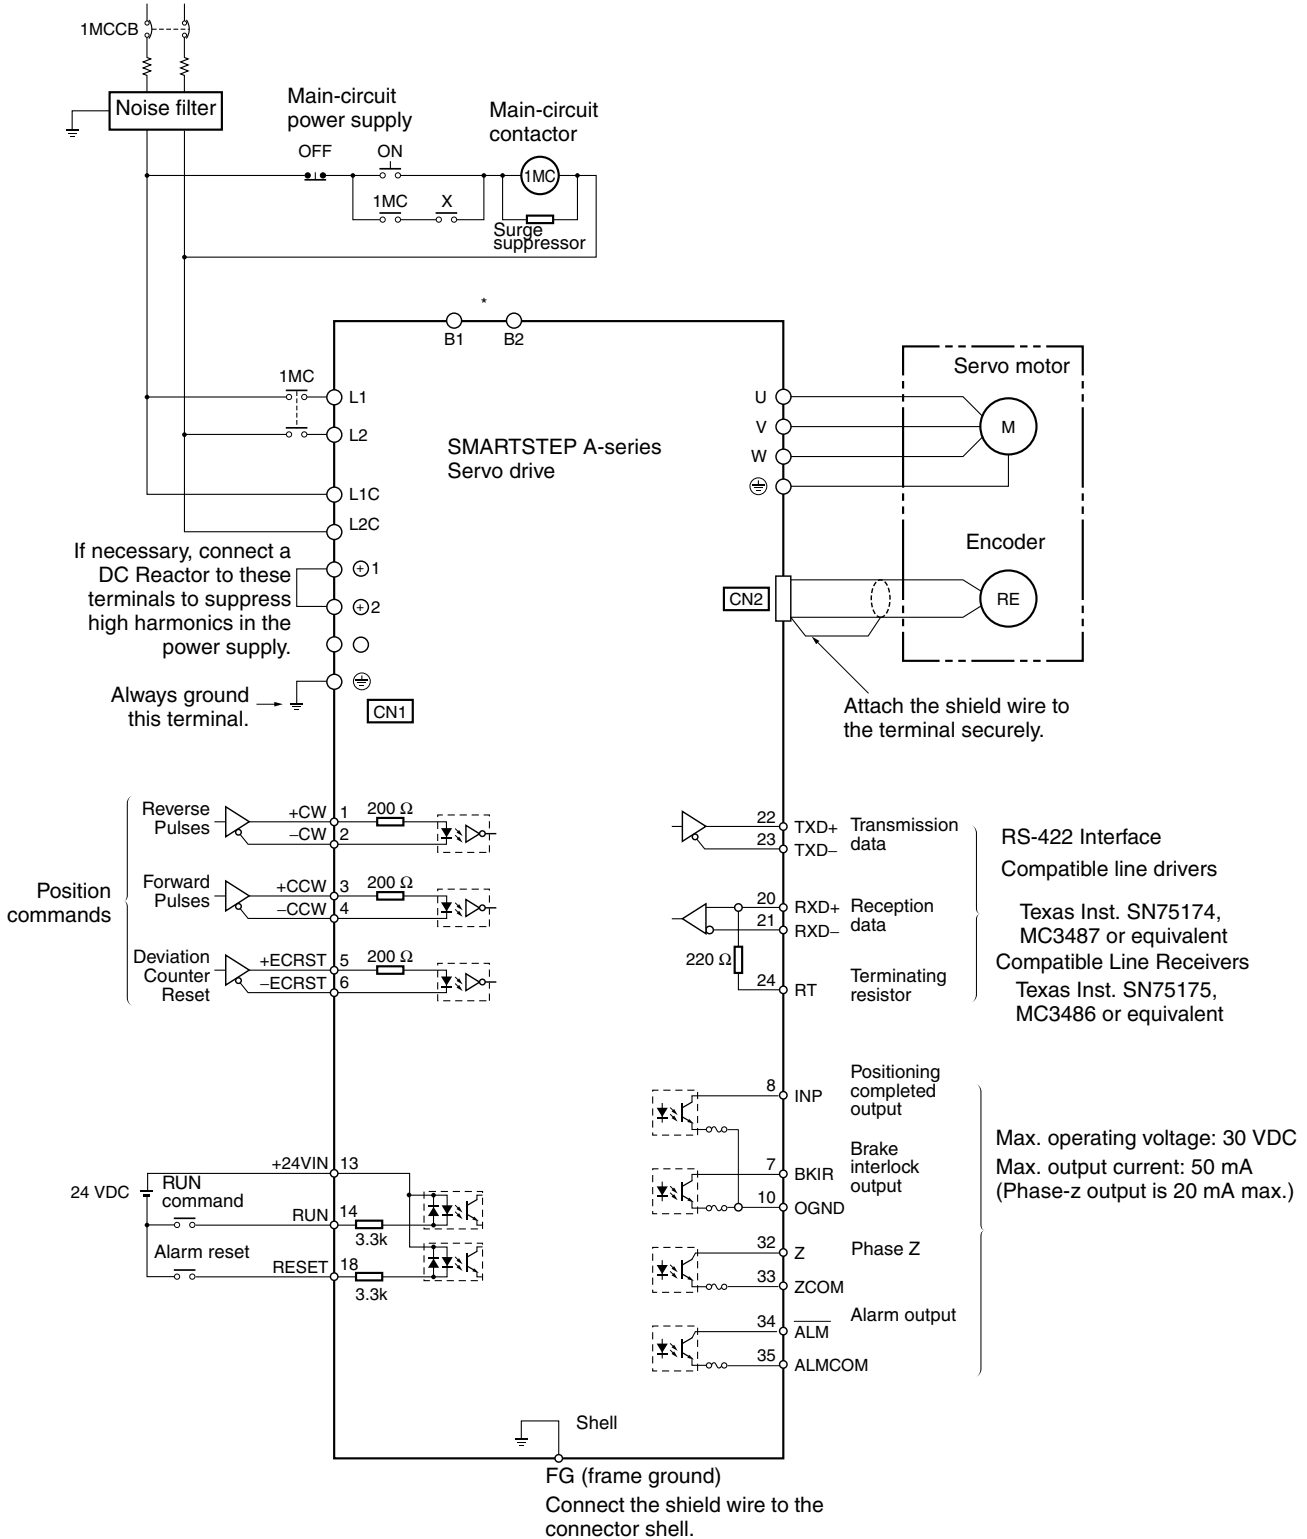 1MCCB
Noise filter
Main-circuit
power supply
Main-circuit
contactor
OFF
ON
1MC
1MC
X
Surge
suppressor
*
B1
B2
1MC
L1
L2
L1C
L2C
SMARTSTEP A-series
Servo drive
U
V
W
Servo motor
M
Encoder
RE
CN2
If necessary, connect a
DC Reactor to these
terminals to suppress
high harmonics in the
power supply.
+1
+2
Always ground
this terminal.
CN1
Attach the shield wire to
the terminal securely.
Position
commands
Reverse
Pulses
+CW
1
200 Ω
–CW
2
Forward
Pulses
+CCW
3
200 Ω
–CCW
4
Deviation
Counter
Reset
+ECRST
5
200 Ω
–ECRST
6
22
TXD+
23
TXD–
Transmission
data
20
RXD+
21
RXD–
Reception
data
220 Ω
24
RT
Terminating
resistor
RS-422 Interface
Compatible line drivers
Texas Inst. SN75174,
MC3487 or equivalent
Compatible Line Receivers
Texas Inst. SN75175,
MC3486 or equivalent
8
INP
Positioning
completed
output
7
BKIR
Brake
interlock
output
10
OGND
32
Z
Phase Z
33
ZCOM
34
ALM
Alarm output
35
ALMCOM
Max. operating voltage: 30 VDC
Max. output current: 50 mA
(Phase-z output is 20 mA max.)
24 VDC
+24VIN
13
RUN
command
RUN
14
3.3k
Alarm reset
RESET
18
3.3k
Shell
FG (frame ground)
Connect the shield wire to the
connector shell.